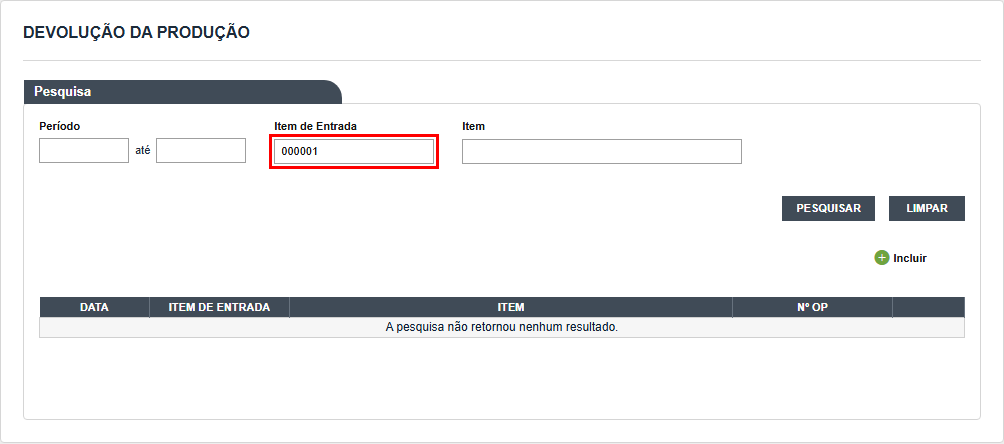 DEVOLUÇÃO DA PRODUÇÃO
Pesquisa
Período Item de Entrada Item
até 000001
PESQUISAR LIMPAR
Incluir
DATA ITEM DE ENTRADA ITEM Nº OP
A pesquisa não retornou nenhum resultado.